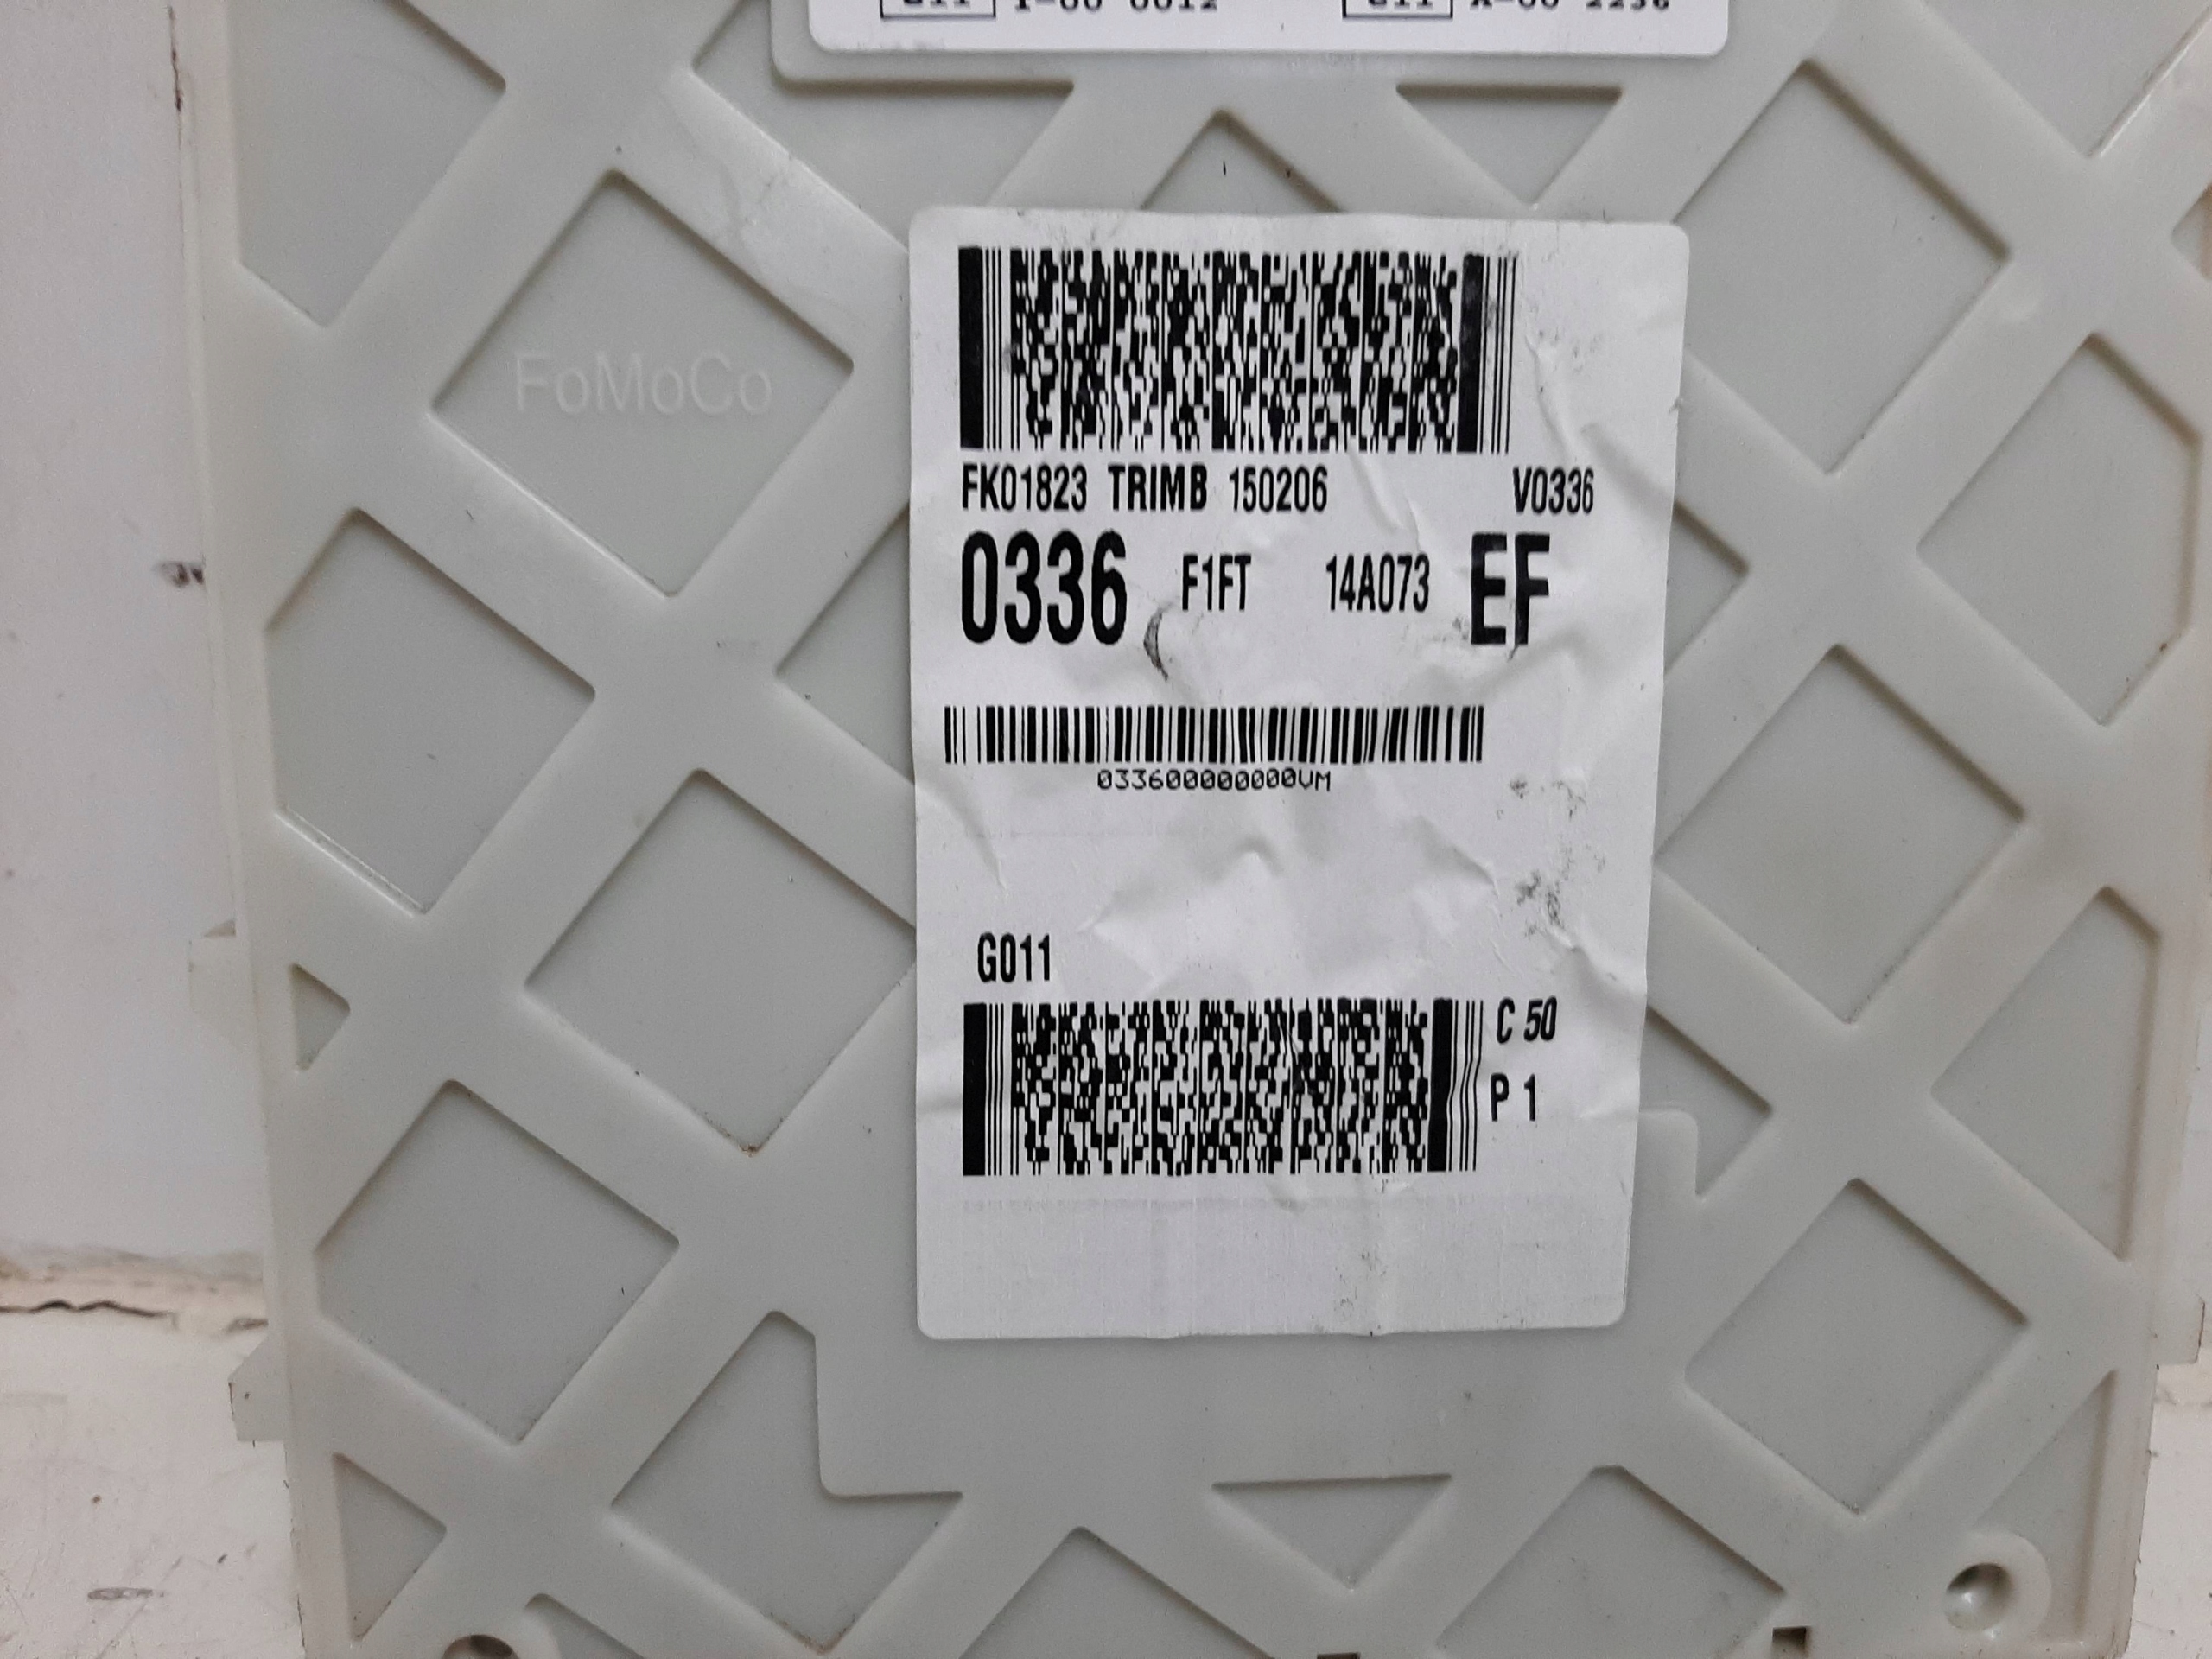 FoMoCo
FK01823 TRIMB 150206 V0336
0336 F1FT 14A073 EF
033600000000VM
G011
C 50
P 1